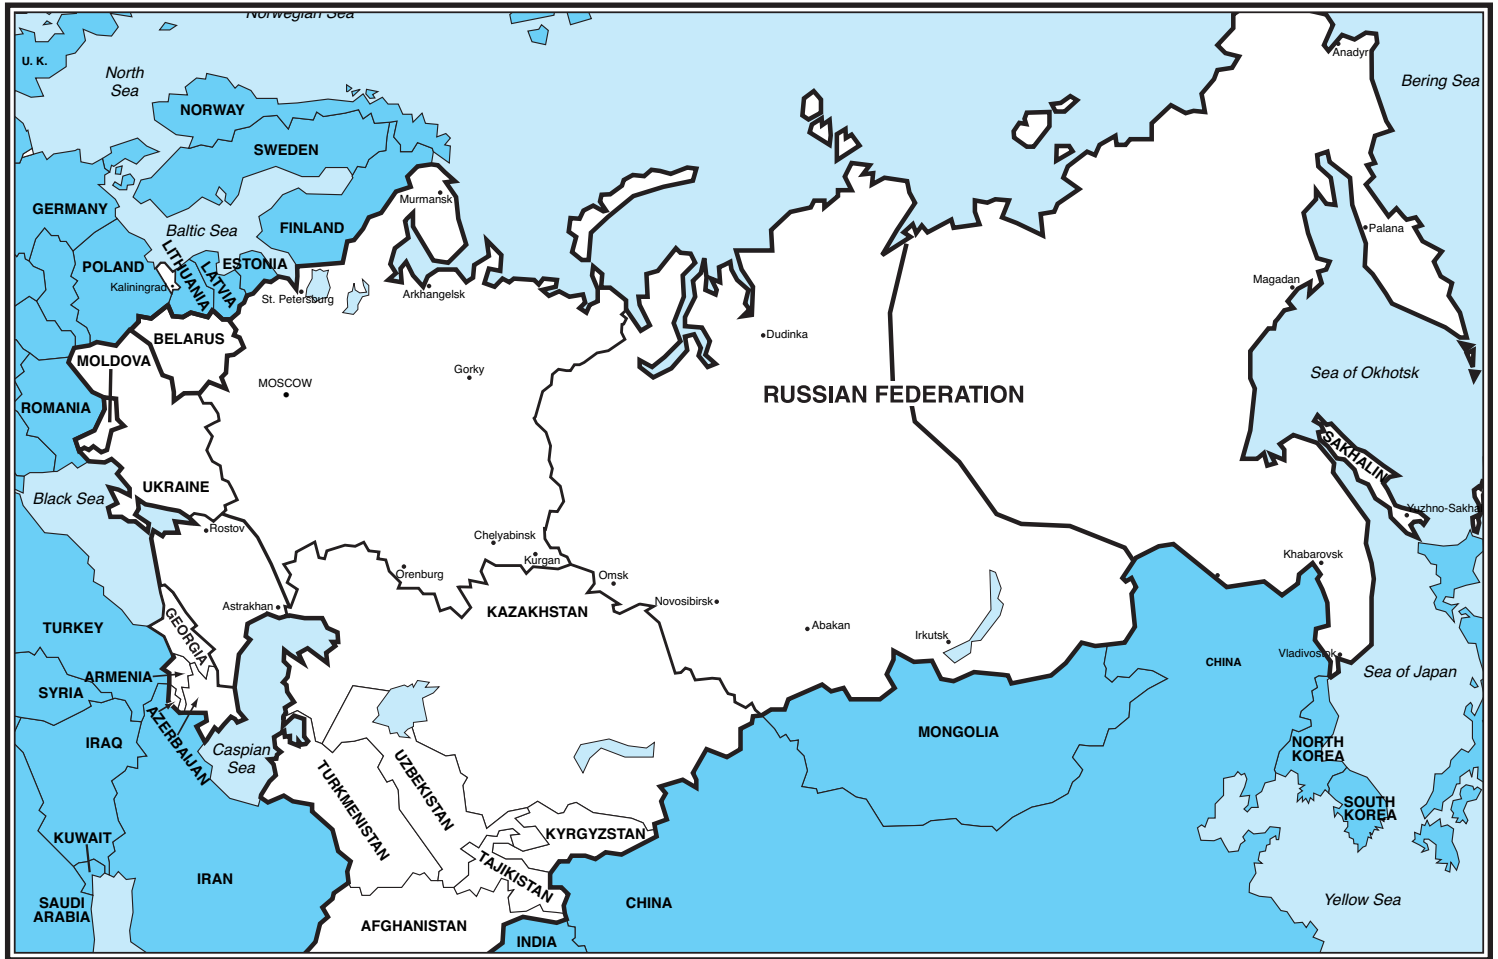 Norwegian Sea
U. K.
North
Sea
Anadyr
Bering Sea
NORWAY
SWEDEN
Murmansk
GERMANY
Baltic Sea
FINLAND
Palana
POLAND
LITHUANIA
LATVIA
ESTONIA
Kaliningrad
St. Petersburg
Arkhangelsk
Magadan
BELARUS
Dudinka
MOLDOVA
Gorky
Sea of Okhotsk
MOSCOW
RUSSIAN FEDERATION
ROMANIA
SAKHALIN
UKRAINE
Black Sea
Yuzhno-Sakha
Rostov
Chelyabinsk
Kurgan
Khabarovsk
Orenburg
Omsk
Astrakhan
KAZAKHSTAN
Novosibirsk
GEORGIA
TURKEY
Abakan
Irkutsk
Vladivostok
CHINA
Sea of Japan
ARMENIA
SYRIA
AZERBAIJAN
IRAQ
Caspian
Sea
MONGOLIA
NORTH
KOREA
TURKMENISTAN
UZBEKISTAN
SOUTH
KOREA
KUWAIT
KYRGYZSTAN
TAJIKISTAN
IRAN
SAUDI
ARABIA
CHINA
Yellow Sea
AFGHANISTAN
INDIA